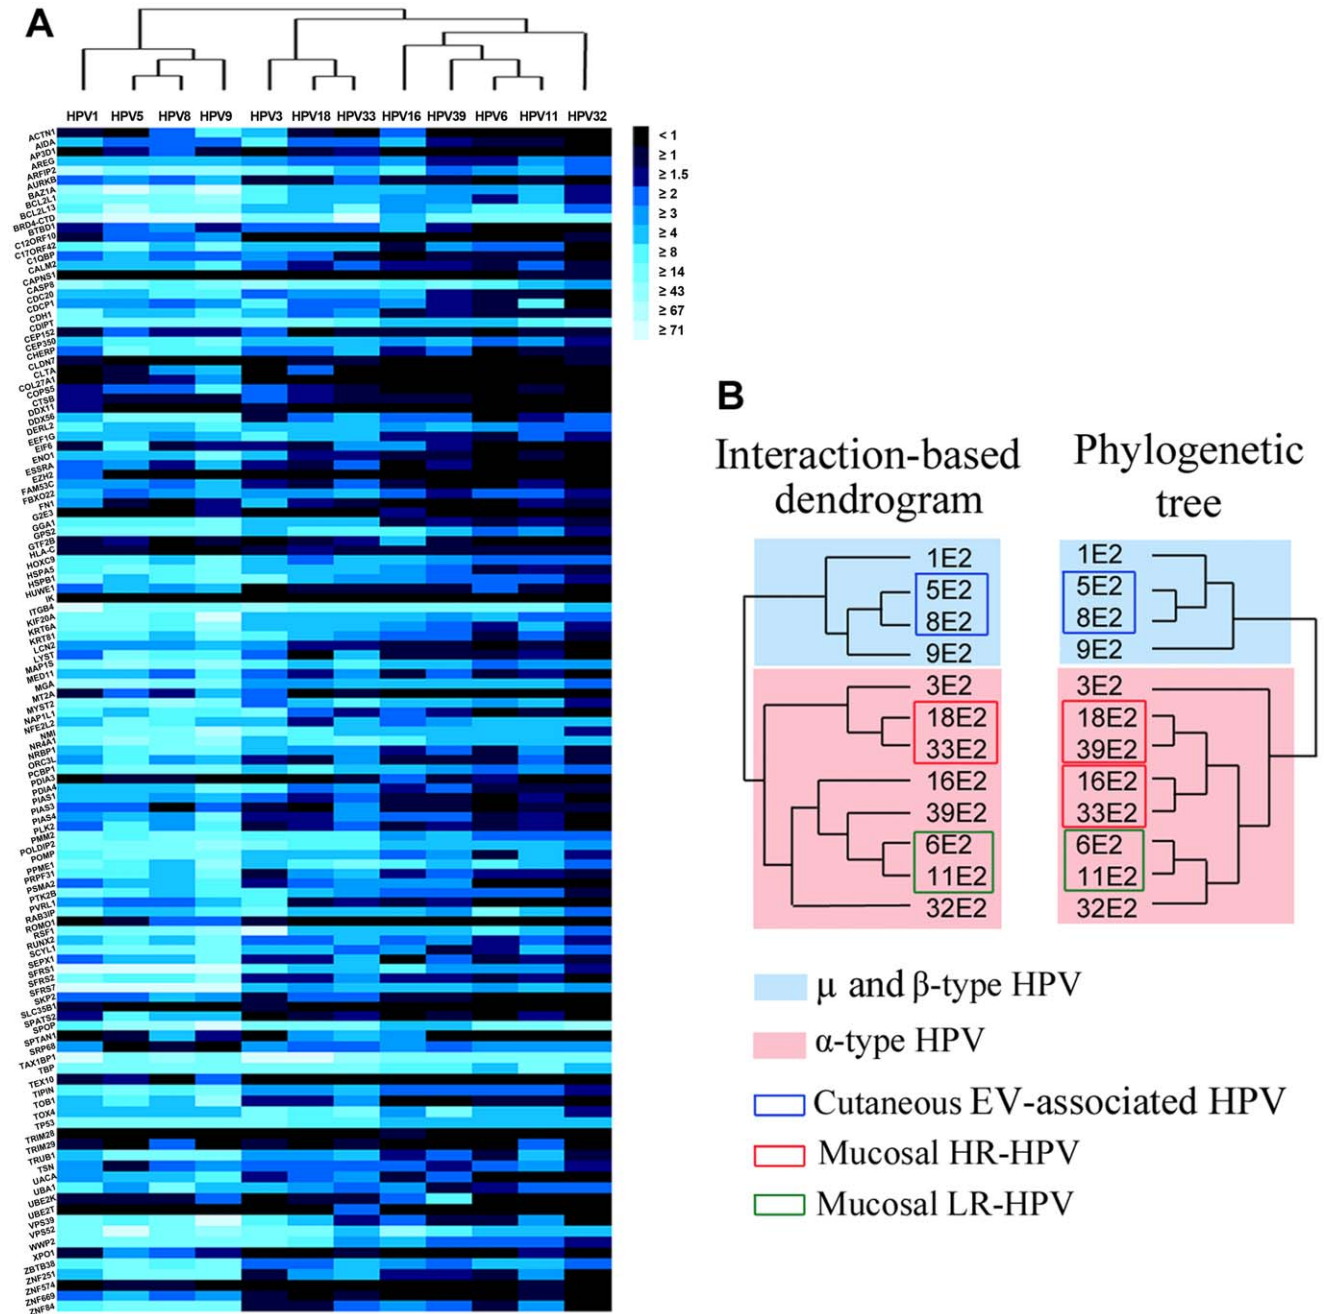 A
HPV1 HPV5 HPV8 HPV9 HPV3 HPV18 HPV33 HPV16 HPV39 HPV6 HPV11 HPV32
ACTN1
AIDA
AP3D1
AREG
ARFIP2
AURKB
BAZ1A
BCL2L1
BCL2L13
BRD4-CTD
BTBD1
C12ORF10
C17ORF42
C1QBP
CALM2
CAPNS1
CASP8
CDC20
CDCP1
CDH1
CDIPT
CEP152
CEP350
CHERP
CLDN7
CLTA
COL27A1
COPS5
CTSB
DDX11
DDX56
DERL2
EEF1G
EIF6
ENO1
ESSRA
EZH2
FAM53C
FBXO22
FN1
G2E3
GGA1
GPS2
GTF2B
HLA-C
HOXC9
HSPA5
HSPB1
HUWE1
IK
ITGB4
KIF20A
KRT6A
KRT81
LCN2
LYST
MAP1S
MED11
MGA
MT2A
MYST2
NAP1L1
NFE2L2
NMI
NR4A1
NRBP1
ORC3L
PCBP1
PDIA3
PDIA4
PIAS1
PIAS3
PIAS4
PLK2
PMM2
POLDIP2
POMP
PPME1
PRPF31
PSMA2
PTK2B
PVRL1
RAB3IP
ROMO1
RSF1
RUNX2
SCYL1
SEPX1
SFRS1
SFRS2
SFRS7
SKP2
SLC35B1
SPATS2
SPOP
SPTAN1
SRP68
TAX1BP1
TBP
TEX10
TIPIN
TOB1
TOX4
TP53
TRIM28
TRIM29
TRUB1
TSN
UACA
UBA1
UBE2K
UBE2T
VPS39
VPS52
WWP2
XPO1
ZBTB38
ZNF251
ZNF574
ZNF669
ZNF84
< 1
≥ 1
≥ 1.5
≥ 2
≥ 3
≥ 4
≥ 8
≥ 14
≥ 43
≥ 67
≥ 71
B
Interaction-based
dendrogram
1E2
5E2
8E2
9E2
3E2
18E2
33E2
16E2
39E2
6E2
11E2
32E2
Phylogenetic
tree
1E2
5E2
8E2
9E2
3E2
18E2
39E2
16E2
33E2
6E2
11E2
32E2
μ and β-type HPV
α-type HPV
Cutaneous EV-associated HPV
Mucosal HR-HPV
Mucosal LR-HPV